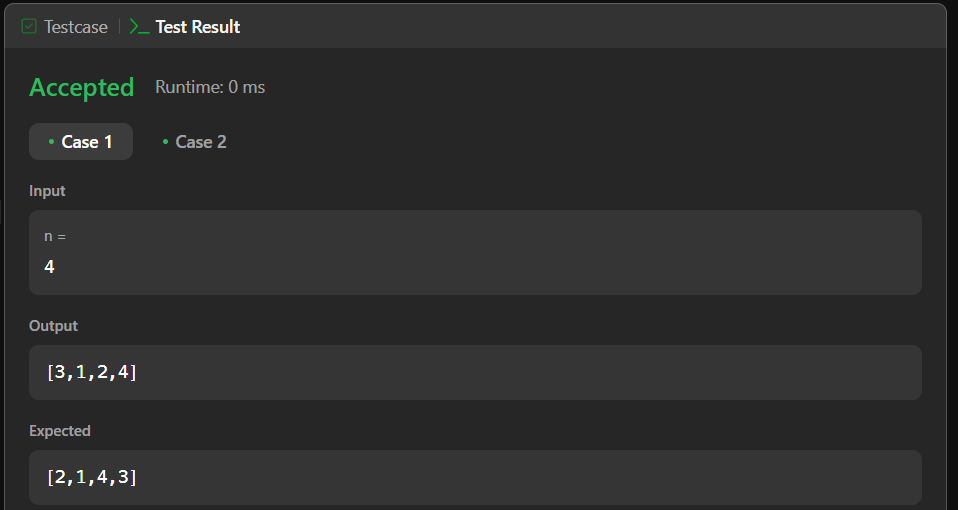 Testcase | >_ Test Result
Accepted Runtime: 0 ms
• Case 1 • Case 2
Input
n =
4
Output
[3,1,2,4]
Expected
[2,1,4,3]